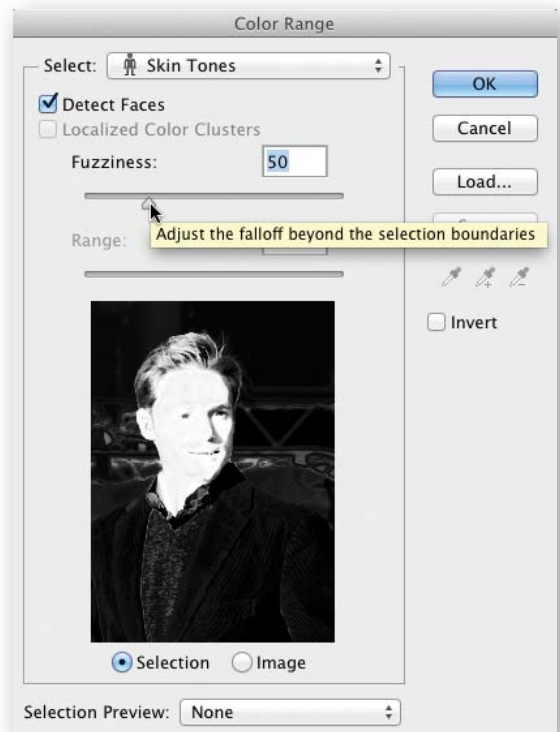 Color Range
Select: Skin Tones
OK
Detect Faces
Localized Color Clusters
Cancel
Fuzziness: 50
Load...
Adjust the falloff beyond the selection boundaries
Range:
Invert
Selection Image
Selection Preview: None